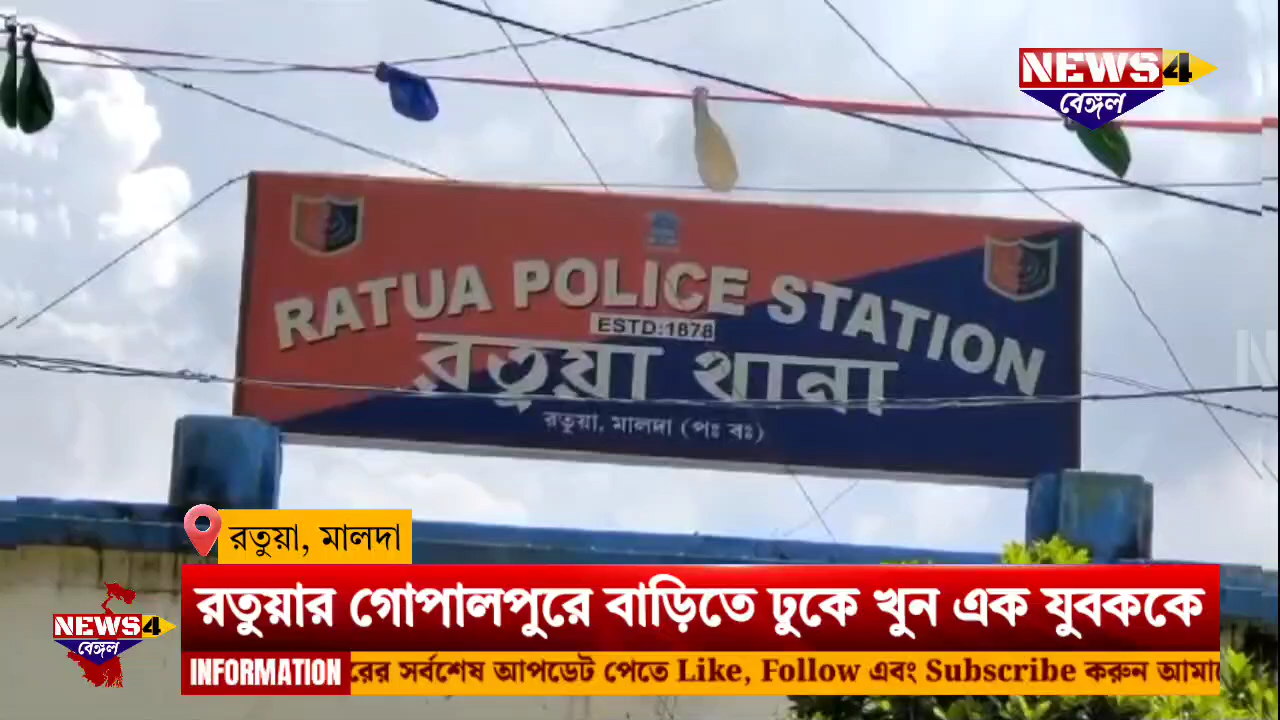 NEWS4
বেঙ্গল
RATUA POLICE STATION
ESTD:1878
রতুয়া থানা
রতুয়া, মালদা (পঃ বঃ)
রতুয়া, মালদা
রতুয়ার গোপালপুরে বাড়িতে ঢুকে খুন এক যুবককে
NEWS4
বেঙ্গল
INFORMATION
রের সর্বশেষ আপডেট পেতে Like, Follow এবং Subscribe করুন